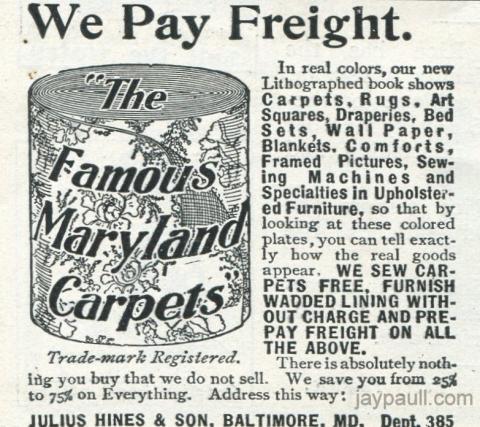 We Pay Freight.
"The
Famous
Maryland
Carpets"
Trade-mark Registered.
In real colors, our new
Lithographed book shows
Carpets, Rugs, Art
Squares, Draperies, Bed
Sets, Wall Paper,
Blankets, Comforts,
Framed Pictures, Sew-
ing Machines and
Specialties in Upholster-
ed Furniture, so that by
looking at these colored
plates, you can tell exact-
ly how the real goods
appear. WE SEW CAR-
PETS FREE, FURNISH
WADDED LINING WITH-
OUT CHARGE AND PRE-
PAY FREIGHT ON ALL
THE ABOVE.
There is absolutely noth-
ing you buy that we do not sell. We save you from 25%
to 75% on Everything. Address this way:
JULIUS HINES & SON, BALTIMORE, MD. Dept. 385
jaypaull.com